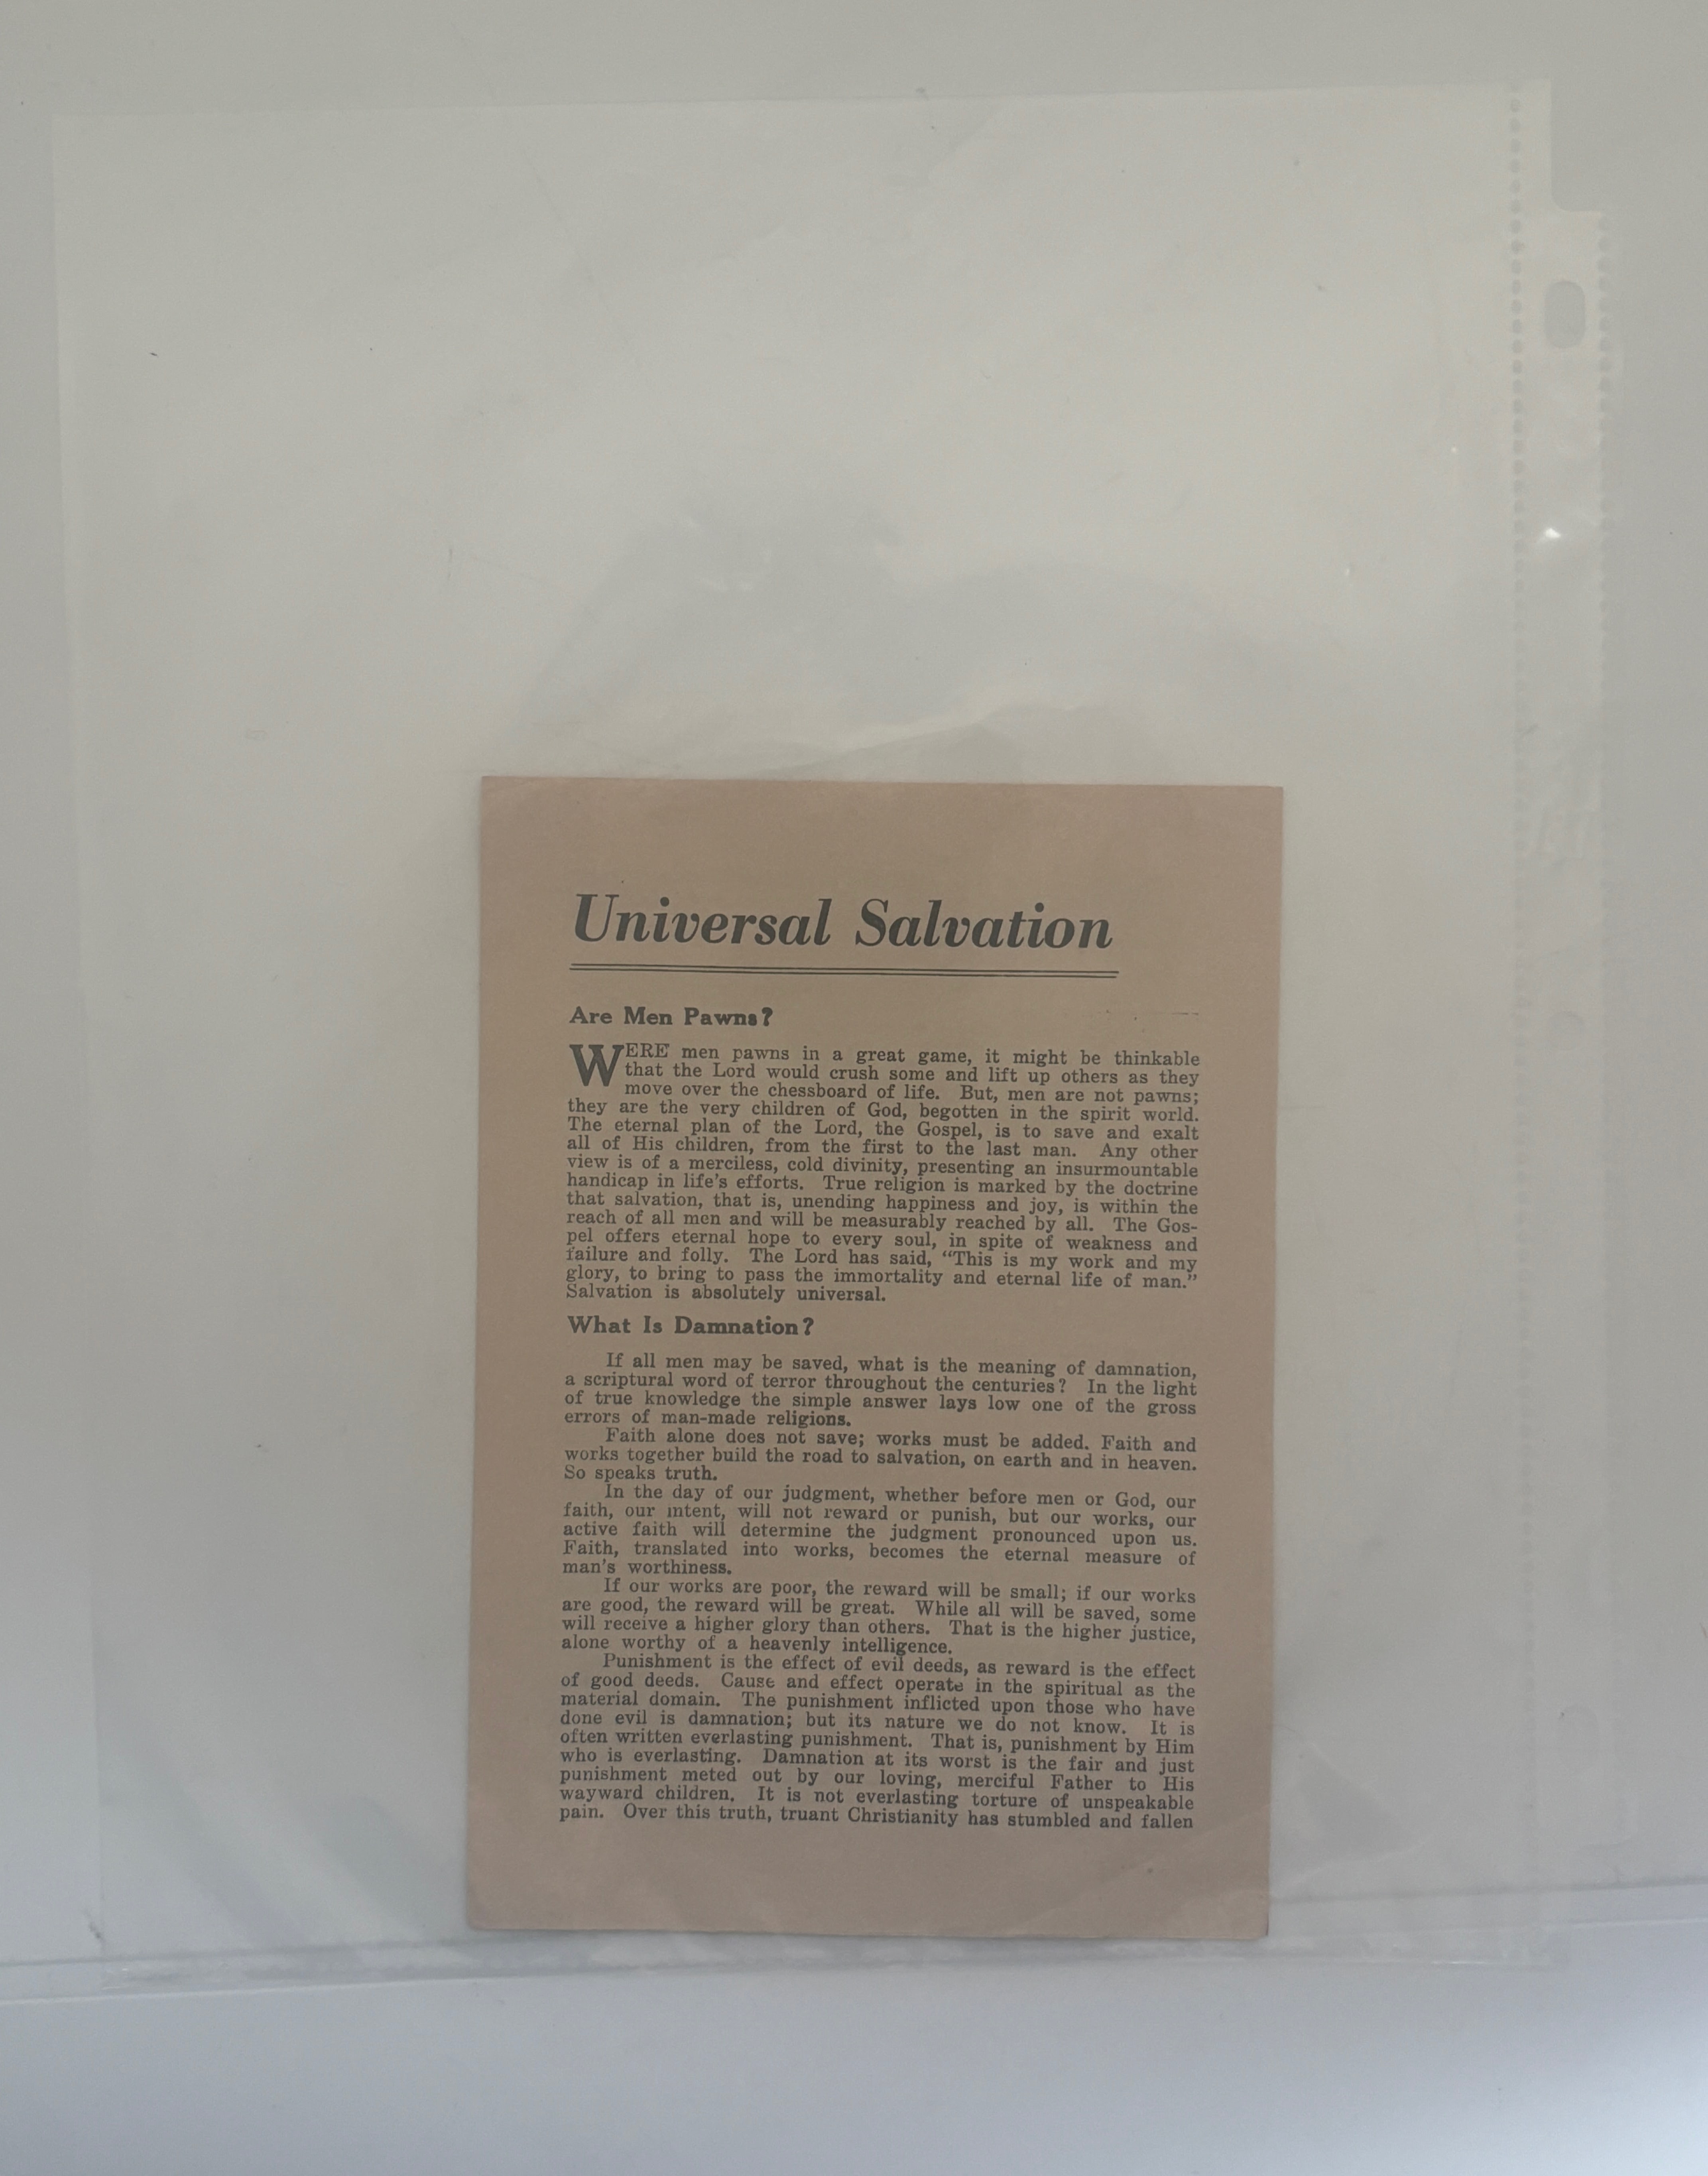 Universal Salvation
Are Men Pawns?
WERE men pawns in a great game, it might be thinkable
that the Lord would crush some and lift up others as they
move over the chessboard of life. But, men are not pawns;
they are the very children of God, begotten in the spirit world.
The eternal plan of the Lord, the Gospel, is to save and exalt
all of His children, from the first to the last man. Any other
view is of a merciless, cold divinity, presenting an insurmountable
handicap in life's efforts. True religion is marked by the doctrine
that salvation, that is, unending happiness and joy, is within the
reach of all men and will be measurably reached by all. The Gos-
pel offers eternal hope to every soul, in spite of weakness and
failure and folly. The Lord has said, “This is my work and my
glory, to bring to pass the immortality and eternal life of man.”
Salvation is absolutely universal.
What Is Damnation?
If all men may be saved, what is the meaning of damnation,
a scriptural word of terror throughout the centuries? In the light
of true knowledge the simple answer lays low one of the gross
errors of man-made religions.
Faith alone does not save; works must be added. Faith and
works together build the road to salvation, on earth and in heaven.
So speaks truth.
In the day of our judgment, whether before men or God, our
faith, our intent, will not reward or punish, but our works, our
active faith will determine the judgment pronounced upon us.
Faith, translated into works, becomes the eternal measure of
man's worthiness.
If our works are poor, the reward will be small; if our works
are good, the reward will be great. While all will be saved, some
will receive a higher glory than others. That is the higher justice,
alone worthy of a heavenly intelligence.
Punishment is the effect of evil deeds, as reward is the effect
of good deeds. Cause and effect operate in the spiritual as the
material domain. The punishment inflicted upon those who have
done evil is damnation; but its nature we do not know. It is
often written everlasting punishment. That is, punishment by Him
who is everlasting. Damnation at its worst is the fair and just
punishment meted out by our loving, merciful Father to His
wayward children. It is not everlasting torture of unspeakable
pain. Over this truth, truant Christianity has stumbled and fallen